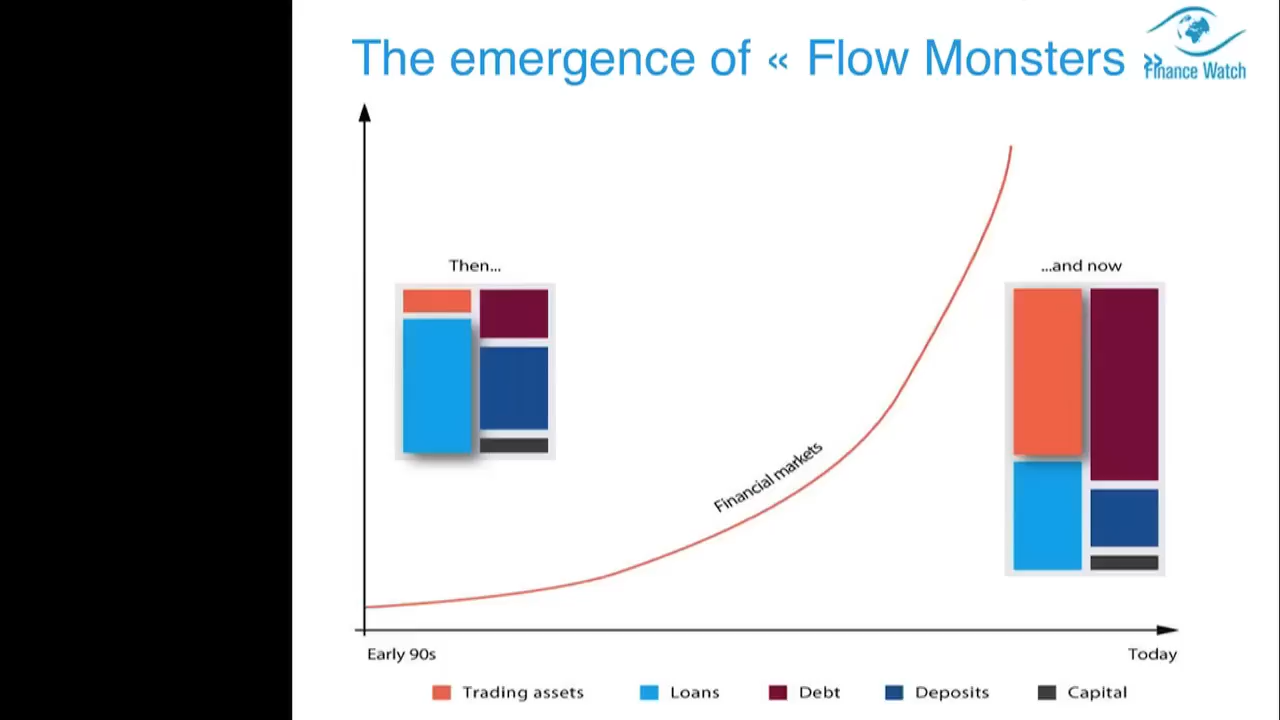 The emergence of « Flow Monsters »
Finance Watch
Then...
...and now
Financial markets
Early 90s
Today
Trading assets
Loans
Debt
Deposits
Capital